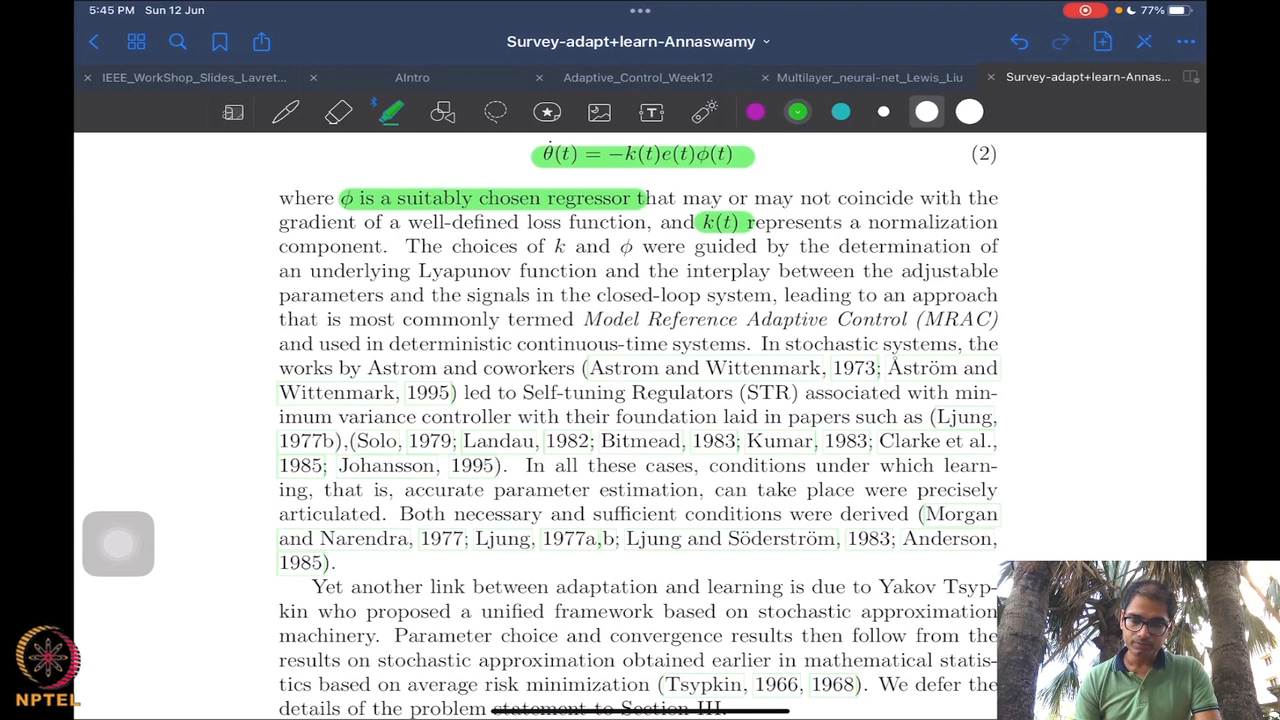 5:45 PM Sun 12 Jun
77%
Survey-adapt+learn-Annaswamy
IEEE_WorkShop_Slides_Lavret...
AIntro
Adaptive_Control_Week12
Multilayer_neural-net_Lewis_Liu
Survey-adapt+learn-Annas...
θ̇(t) = −k(t)e(t)ϕ(t) (2)
where ϕ is a suitably chosen regressor that may or may not coincide with the
gradient of a well-defined loss function, and k(t) represents a normalization
component. The choices of k and ϕ were guided by the determination of
an underlying Lyapunov function and the interplay between the adjustable
parameters and the signals in the closed-loop system, leading to an approach
that is most commonly termed Model Reference Adaptive Control (MRAC)
and used in deterministic continuous-time systems. In stochastic systems, the
works by Astrom and coworkers (Astrom and Wittenmark, 1973; Åström and
Wittenmark, 1995) led to Self-tuning Regulators (STR) associated with min-
imum variance controller with their foundation laid in papers such as (Ljung,
1977b),(Solo, 1979; Landau, 1982; Bitmead, 1983; Kumar, 1983; Clarke et al.,
1985; Johansson, 1995). In all these cases, conditions under which learn-
ing, that is, accurate parameter estimation, can take place were precisely
articulated. Both necessary and sufficient conditions were derived (Morgan
and Narendra, 1977; Ljung, 1977a,b; Ljung and Söderström, 1983; Anderson,
1985).
Yet another link between adaptation and learning is due to Yakov Tsyp-
kin who proposed a unified framework based on stochastic approximation
machinery. Parameter choice and convergence results then follow from the
results on stochastic approximation obtained earlier in mathematical statis-
tics based on average risk minimization (Tsypkin, 1966, 1968). We defer the
details of the problem statement to Section III.
NPTEL